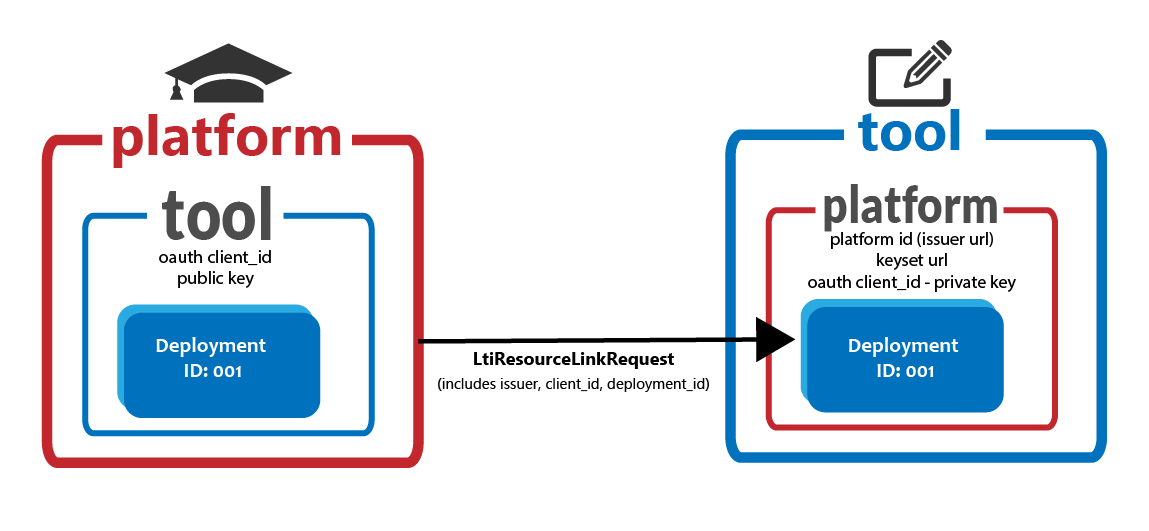 platform
tool
oauth client_id
public key
Deployment
ID: 001
LtiResourceLinkRequest
(includes issuer, client_id, deployment_id)
tool
platform
platform id (issuer url)
keyset url
oauth client_id - private key
Deployment
ID: 001